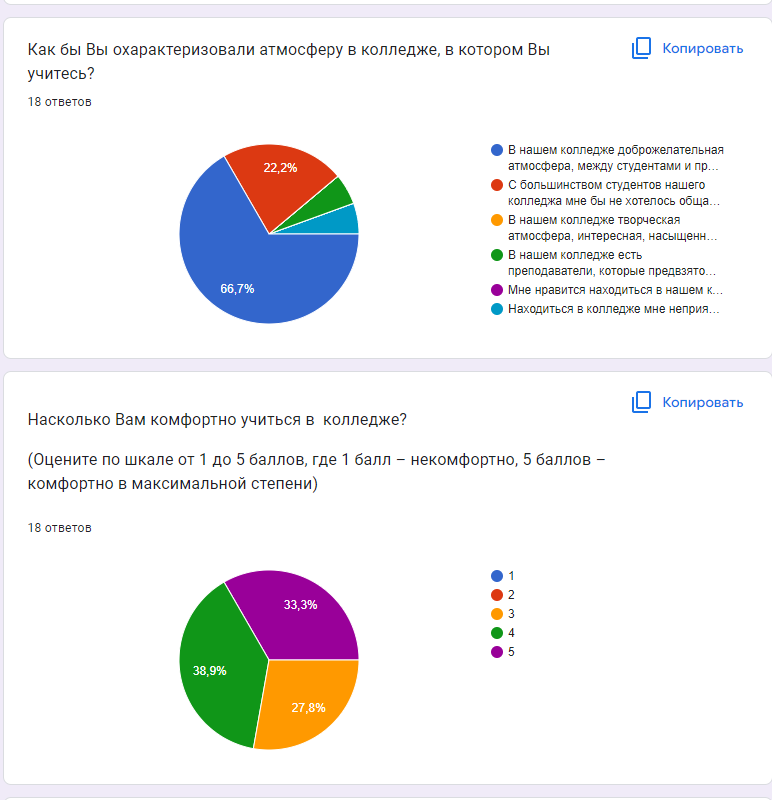 Как бы Вы охарактеризовали атмосферу в колледже, в котором Вы
учитесь?
Копировать
18 ответов
22,2%
66,7%
В нашем колледже доброжелательная
атмосфера, между студентами и пр...
С большинством студентов нашего
колледжа мне бы не хотелось обща...
В нашем колледже творческая
атмосфера, интересная, насыщенн...
В нашем колледже есть
преподаватели, которые предвзято...
Мне нравится находиться в нашем к...
Находиться в колледже мне неприя...
Копировать
Насколько Вам комфортно учиться в  колледже?
(Оцените по шкале от 1 до 5 баллов, где 1 балл – некомфортно, 5 баллов –
комфортно в максимальной степени)
18 ответов
33,3%
38,9%
27,8%
1
2
3
4
5